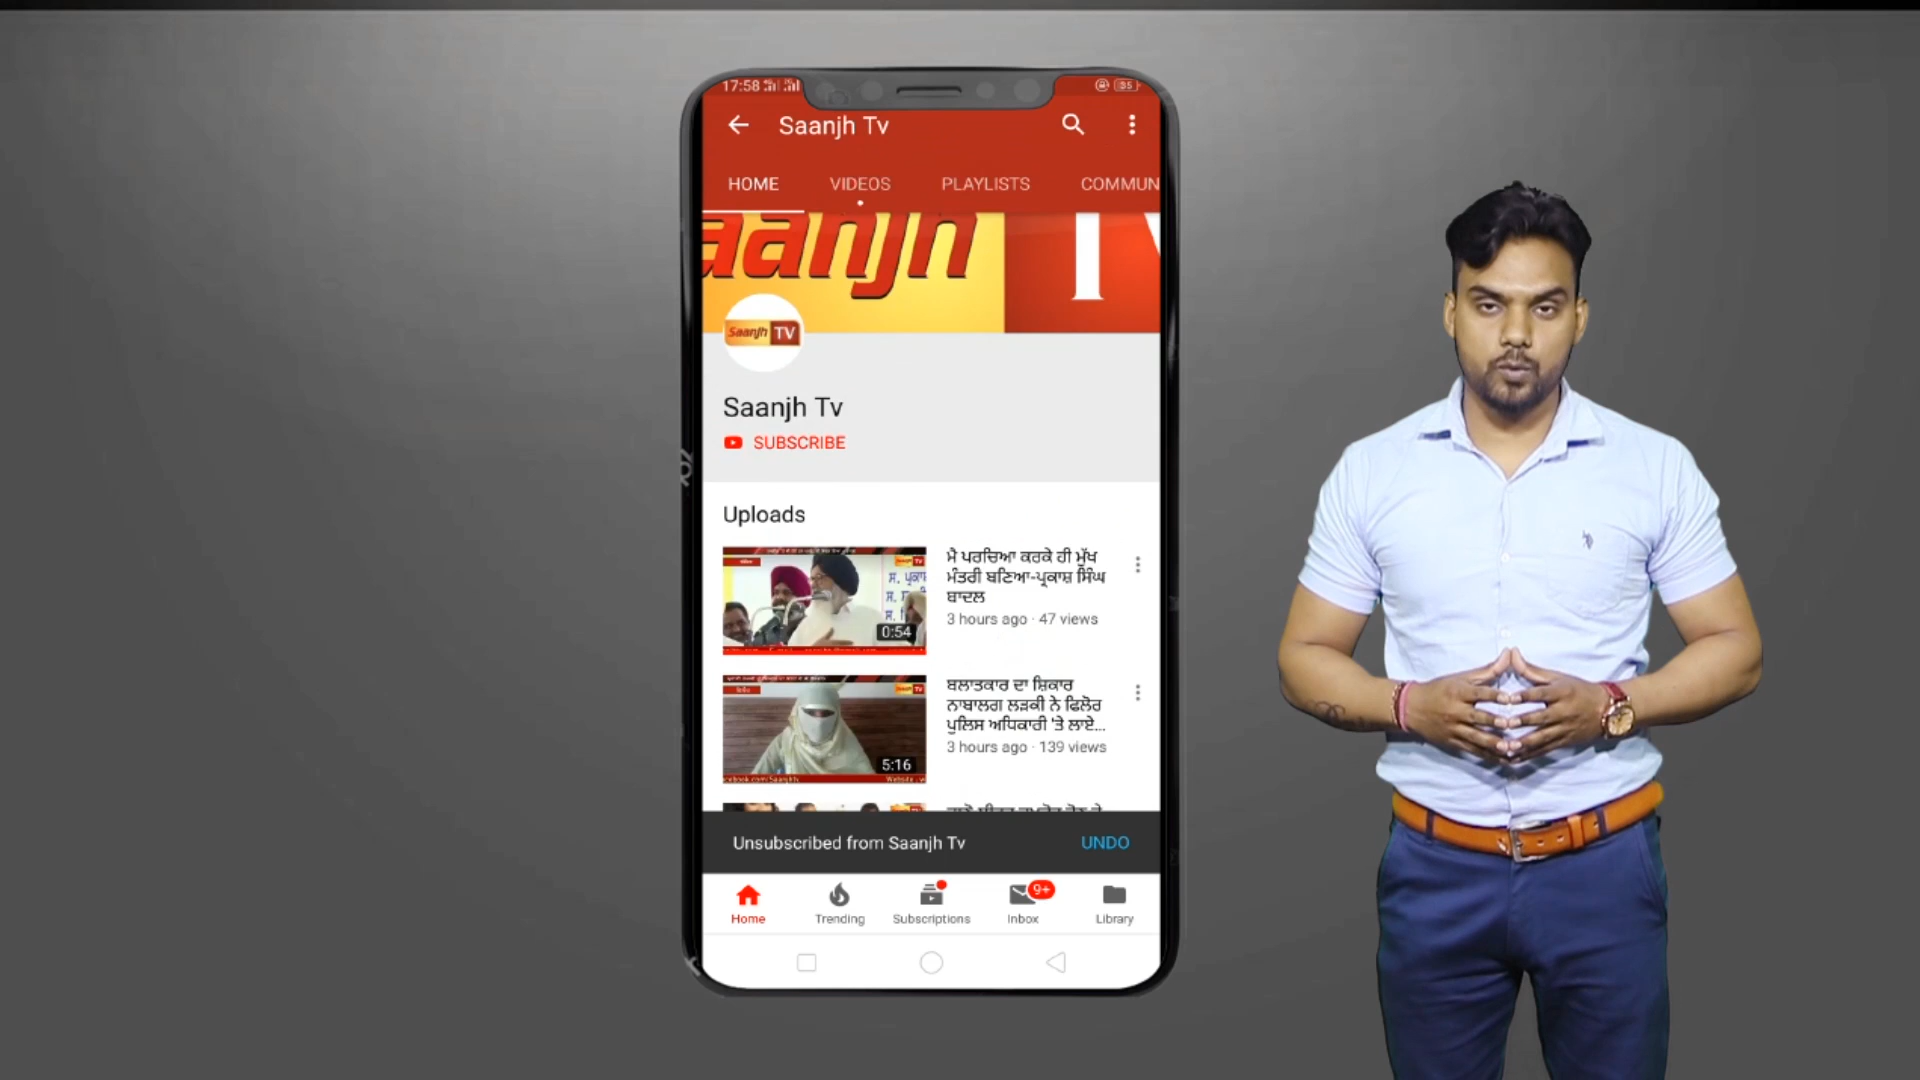 17:58
35
Saanjh Tv
HOME VIDEOS PLAYLISTS COMMUN
aanjh T
Saanjh TV
Saanjh Tv
SUBSCRIBE
Uploads
ਮੈ ਪਰਚਿਆ ਕਰਕੇ ਹੀ ਮੁੱਖ
ਮੰਤਰੀ ਬਣਿਆ-ਪ੍ਰਕਾਸ਼ ਸਿੰਘ
ਬਾਦਲ
3 hours ago · 47 views
0:54
ਬਲਾਤਕਾਰ ਦਾ ਸ਼ਿਕਾਰ
ਨਾਬਾਲਗ ਲੜਕੀ ਨੇ ਫਿਲੋਰ
ਪੁਲਿਸ ਅਧਿਕਾਰੀ 'ਤੇ ਲਾਏ...
3 hours ago · 139 views
5:16
Unsubscribed from Saanjh Tv UNDO
9+
Home Trending Subscriptions Inbox Library